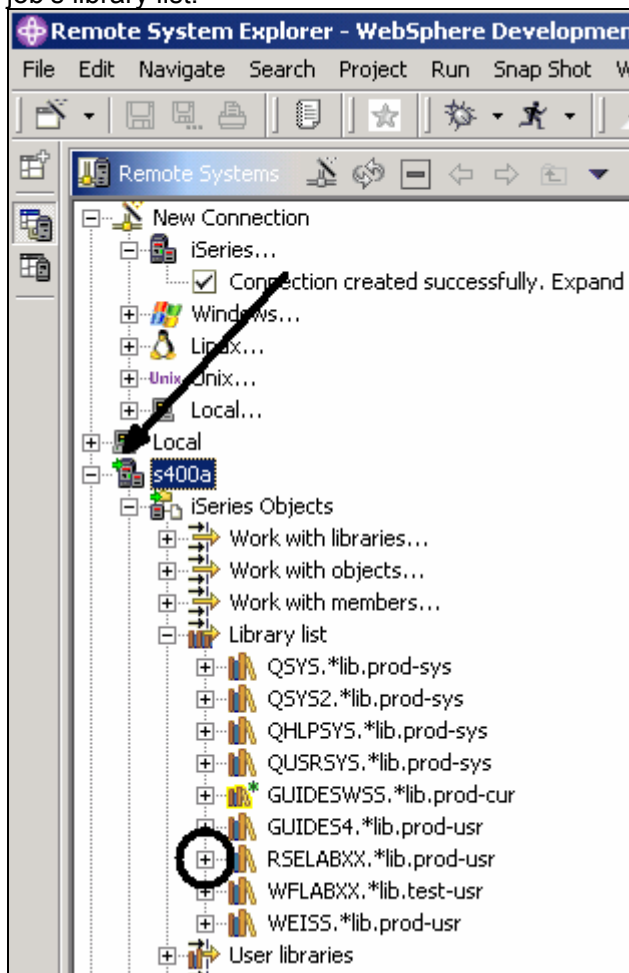 job's library list.
Remote System Explorer - WebSphere Developmen
File Edit Navigate Search Project Run Snap Shot W
Remote Systems
New Connection
iSeries...
Connection created successfully. Expand
Windows...
Linux...
Unix Unix...
Local...
Local
s400a
iSeries Objects
Work with libraries...
Work with objects...
Work with members...
Library list
QSYS.*lib.prod-sys
QSYS2.*lib.prod-sys
QHLPSYS.*lib.prod-sys
QUSRSYS.*lib.prod-sys
GUIDESWSS.*lib.prod-cur
GUIDES4.*lib.prod-usr
RSELABXX.*lib.prod-usr
WFLABXX.*lib.test-usr
WEISS.*lib.prod-usr
User libraries